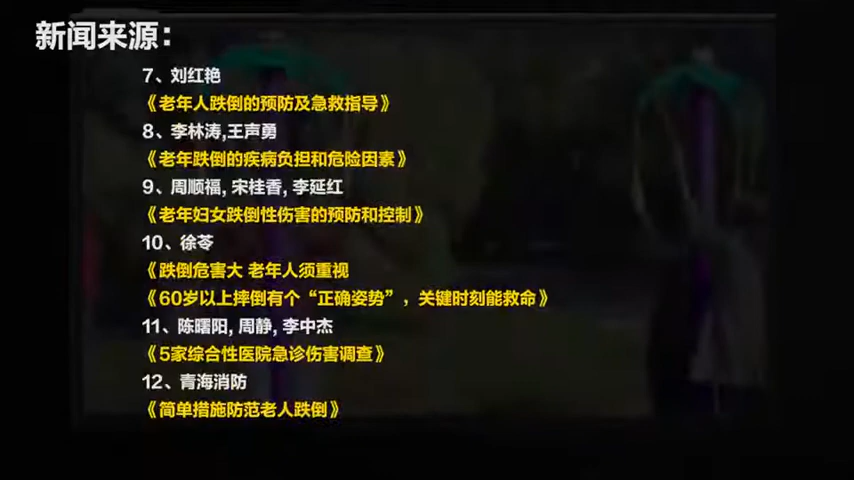 新闻来源：
7、刘红艳
《老年人跌倒的预防及急救指导》
8、李林涛,王声勇
《老年跌倒的疾病负担和危险因素》
9、周顺福, 宋桂香, 李延红
《老年妇女跌倒性伤害的预防和控制》
10、徐苓
《跌倒危害大 老年人须重视
《60岁以上摔倒有个“正确姿势”，关键时刻能救命》
11、陈曙阳, 周静, 李中杰
《5家综合性医院急诊伤害调查》
12、青海消防
《简单措施防范老人跌倒》